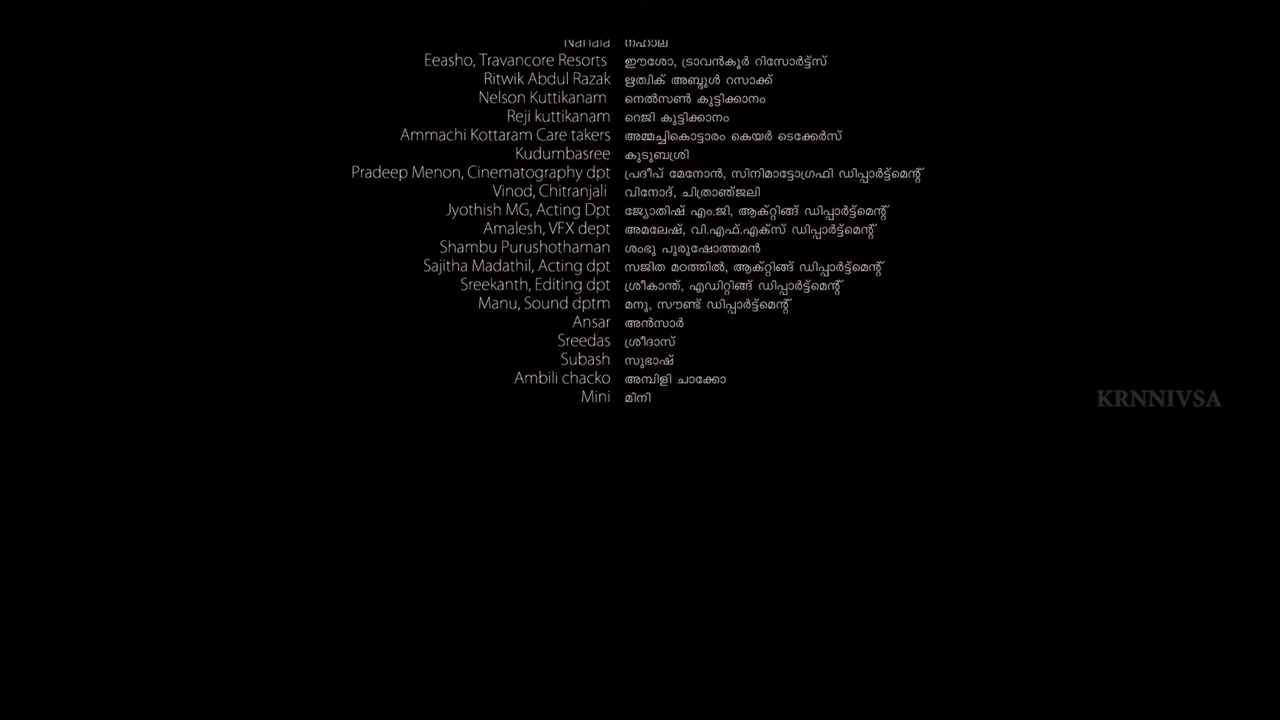 Nahala നഹാല
Eeasho, Travancore Resorts ഈശോ, ട്രാവൻകൂർ റിസോർട്ട്സ്
Ritwik Abdul Razak ഋത്വിക് അബ്ദുൾ റസാക്ക്
Nelson Kuttikanam നെൽസൺ കുട്ടിക്കാനം
Reji kuttikanam റെജി കുട്ടിക്കാനം
Ammachi Kottaram Care takers അമ്മച്ചികൊട്ടാരം കെയർ ടെക്കേർസ്
Kudumbasree കുടുബശ്രി
Pradeep Menon, Cinematography dpt പ്രദീപ് മേനോൻ, സിനിമാട്ടോഗ്രഫി ഡിപ്പാർട്ട്മെന്റ്
Vinod, Chitranjali വിനോദ്, ചിത്രാഞ്ജലി
Jyothish MG, Acting Dpt ജ്യോതിഷ് എം.ജി, ആക്റ്റിങ്ങ് ഡിപ്പാർട്ട്മെന്റ്
Amalesh, VFX dept അമലേഷ്, വി.എഫ്.എക്സ് ഡിപ്പാർട്ട്മെന്റ്
Shambu Purushothaman ശംഭു പുരുഷോത്തമൻ
Sajitha Madathil, Acting dpt സജിത മഠത്തിൽ, ആക്റ്റിങ്ങ് ഡിപ്പാർട്ട്മെന്റ്
Sreekanth, Editing dpt ശ്രീകാന്ത്, എഡിറ്റിങ്ങ് ഡിപ്പാർട്ട്മെന്റ്
Manu, Sound dptm മനു, സൗണ്ട് ഡിപ്പാർട്ട്മെന്റ്
Ansar അൻസാർ
Sreedas ശ്രീദാസ്
Subash സുഭാഷ്
Ambili chacko അമ്പിളി ചാക്കോ
Mini മിനി
KRNNIVSA